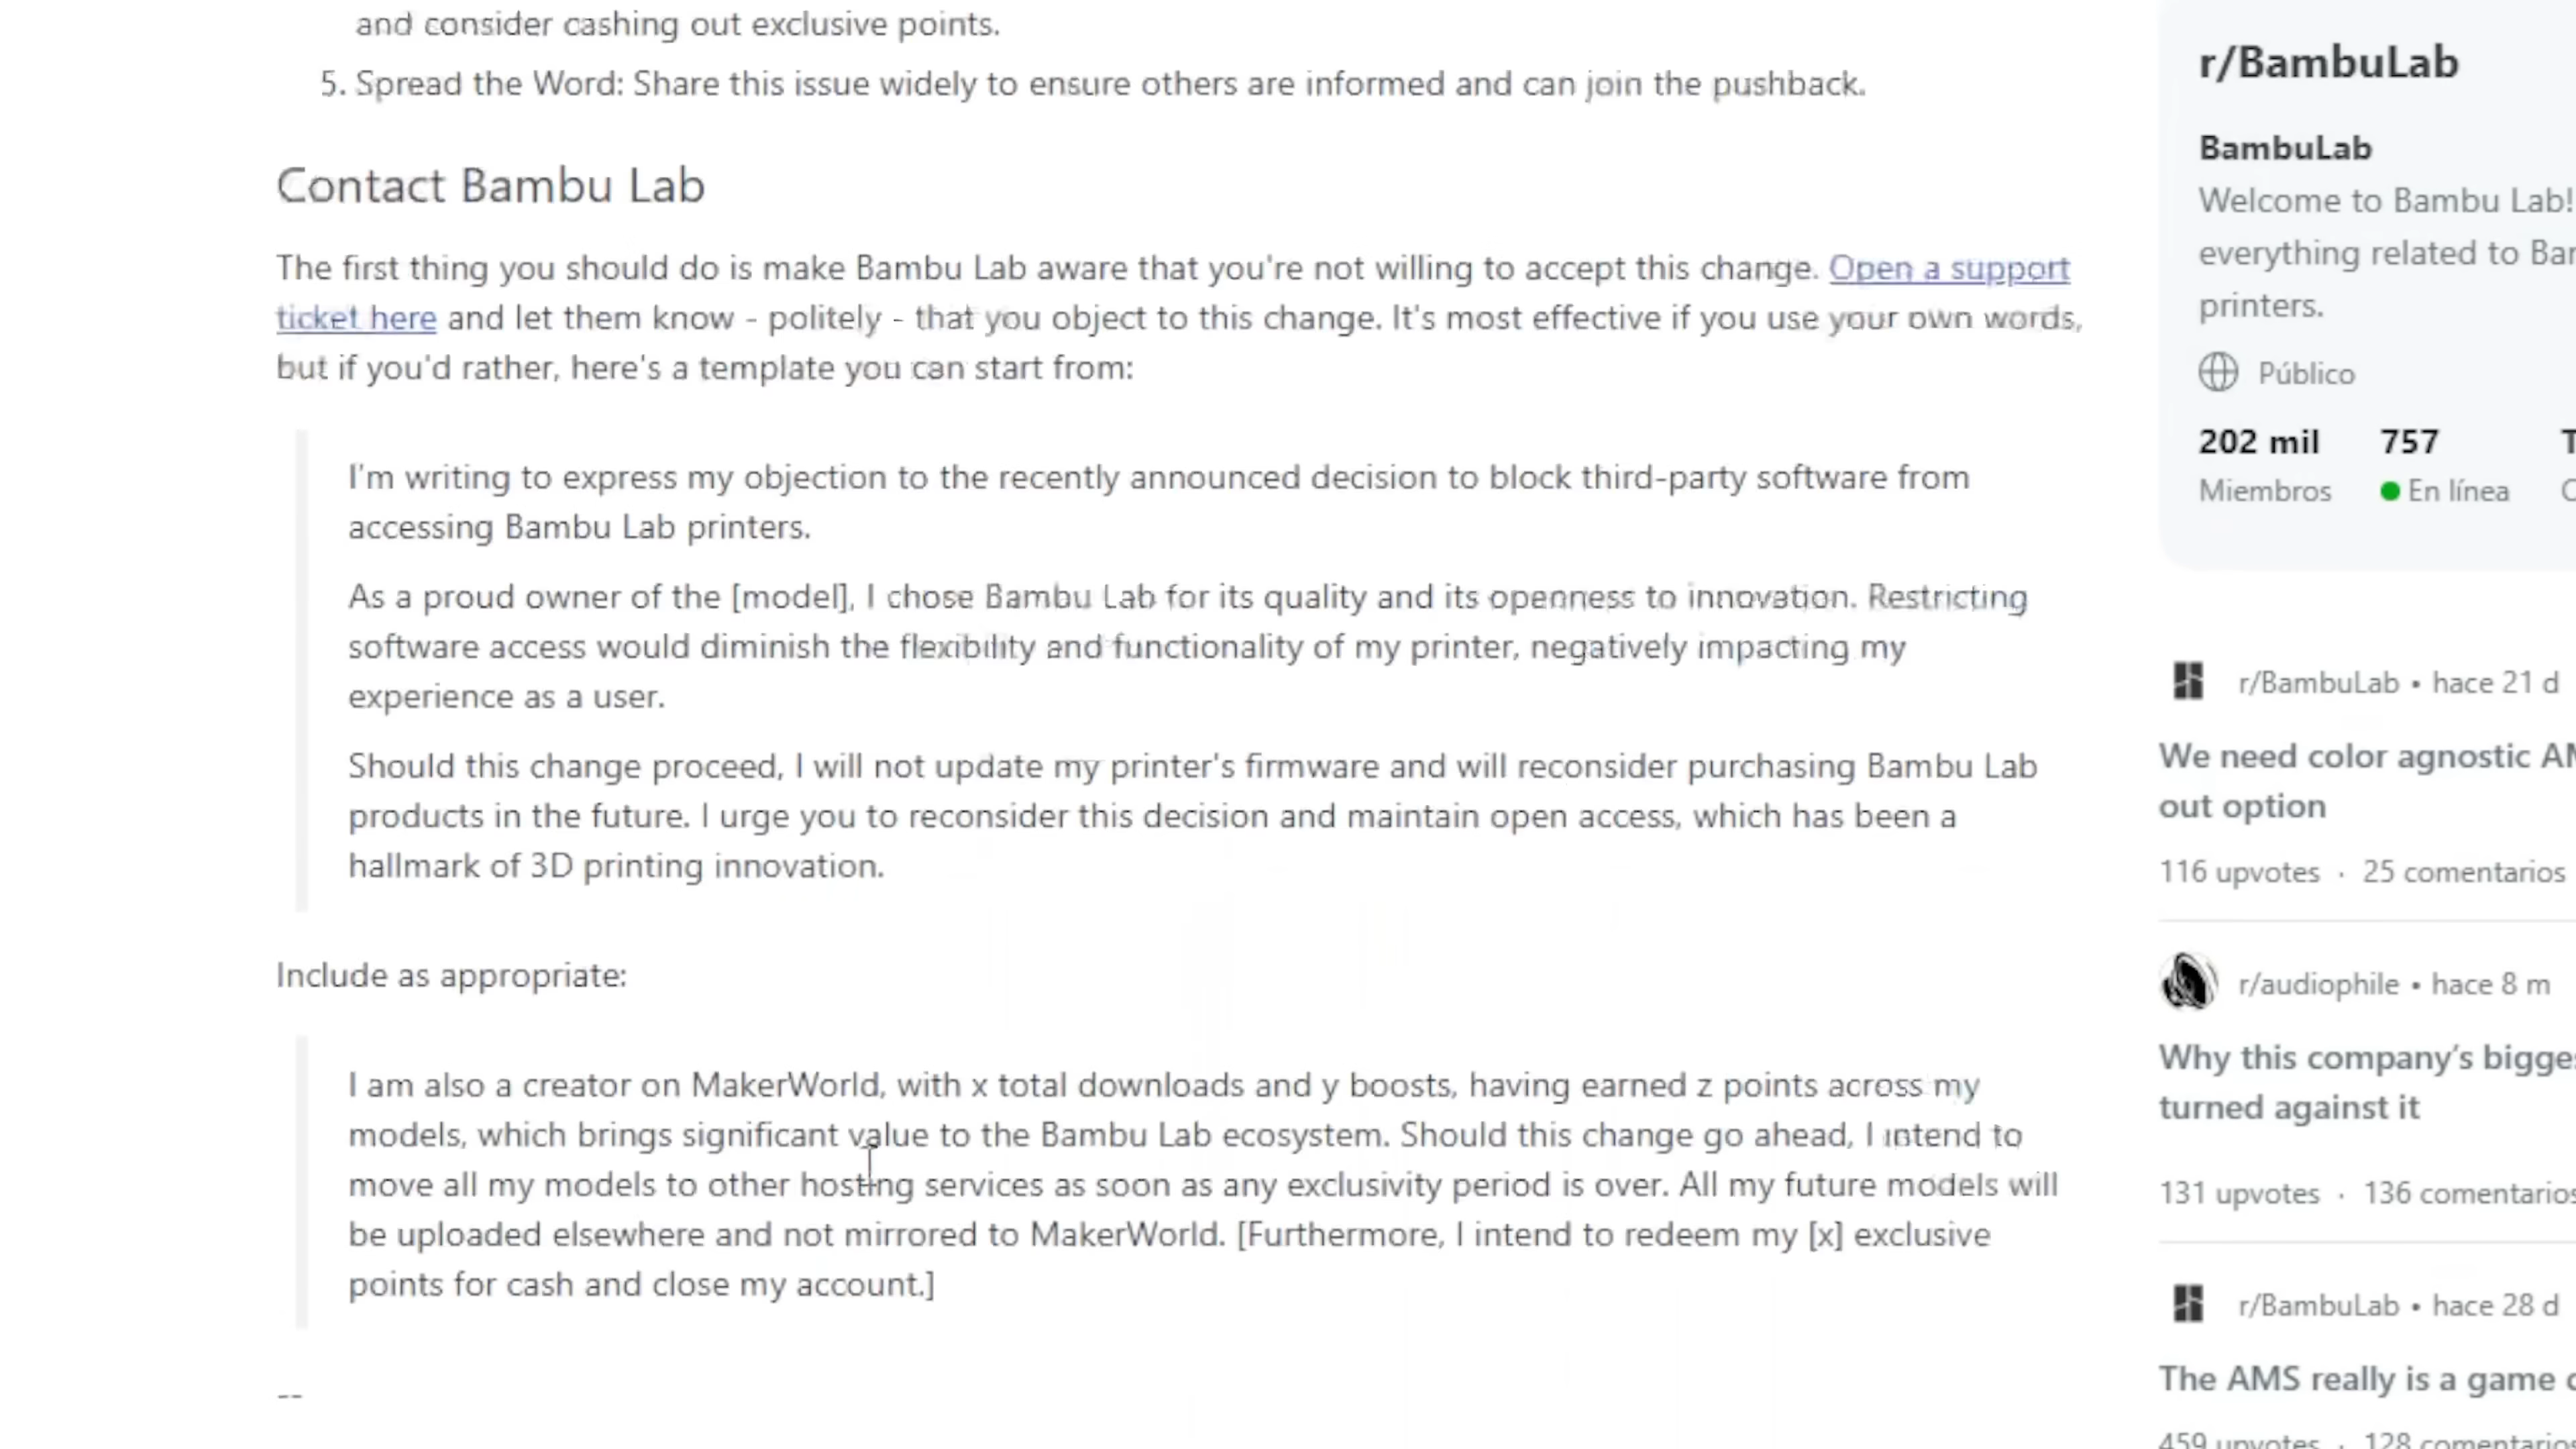 and consider cashing out exclusive points.
5. Spread the Word: Share this issue widely to ensure others are informed and can join the pushback.
Contact Bambu Lab
The first thing you should do is make Bambu Lab aware that you're not willing to accept this change. Open a support
ticket here and let them know - politely - that you object to this change. It's most effective if you use your own words,
but if you'd rather, here's a template you can start from:
I'm writing to express my objection to the recently announced decision to block third-party software from
accessing Bambu Lab printers.
As a proud owner of the [model], I chose Bambu Lab for its quality and its openness to innovation. Restricting
software access would diminish the flexibility and functionality of my printer, negatively impacting my
experience as a user.
Should this change proceed, I will not update my printer's firmware and will reconsider purchasing Bambu Lab
products in the future. I urge you to reconsider this decision and maintain open access, which has been a
hallmark of 3D printing innovation.
Include as appropriate:
I am also a creator on MakerWorld, with x total downloads and y boosts, having earned z points across my
models, which brings significant value to the Bambu Lab ecosystem. Should this change go ahead, I intend to
move all my models to other hosting services as soon as any exclusivity period is over. All my future models will
be uploaded elsewhere and not mirrored to MakerWorld. [Furthermore, I intend to redeem my [x] exclusive
points for cash and close my account.]
--
r/BambuLab
BambuLab
Welcome to Bambu Lab!
everything related to
printers.
Público
202 mil 757
Miembros En línea
r/BambuLab • hace 21 d
We need color agnostic
out option
116 upvotes · 25 comentarios
r/audiophile • hace 8 m
Why this company's
turned against it
131 upvotes · 136 comentarios
r/BambuLab • hace 28 d
The AMS really is a game
459 upvotes · 128